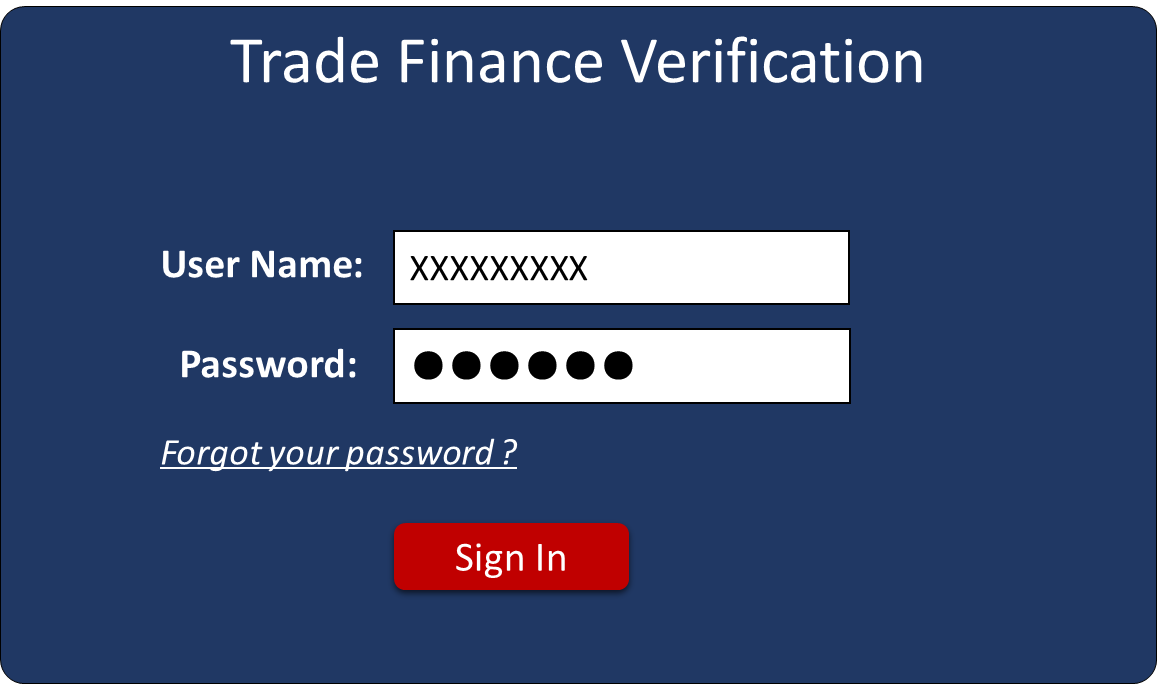 Trade Finance Verification
User Name: XXXXXXXXX
Password: ●●●●●●
Forgot your password ?
Sign In